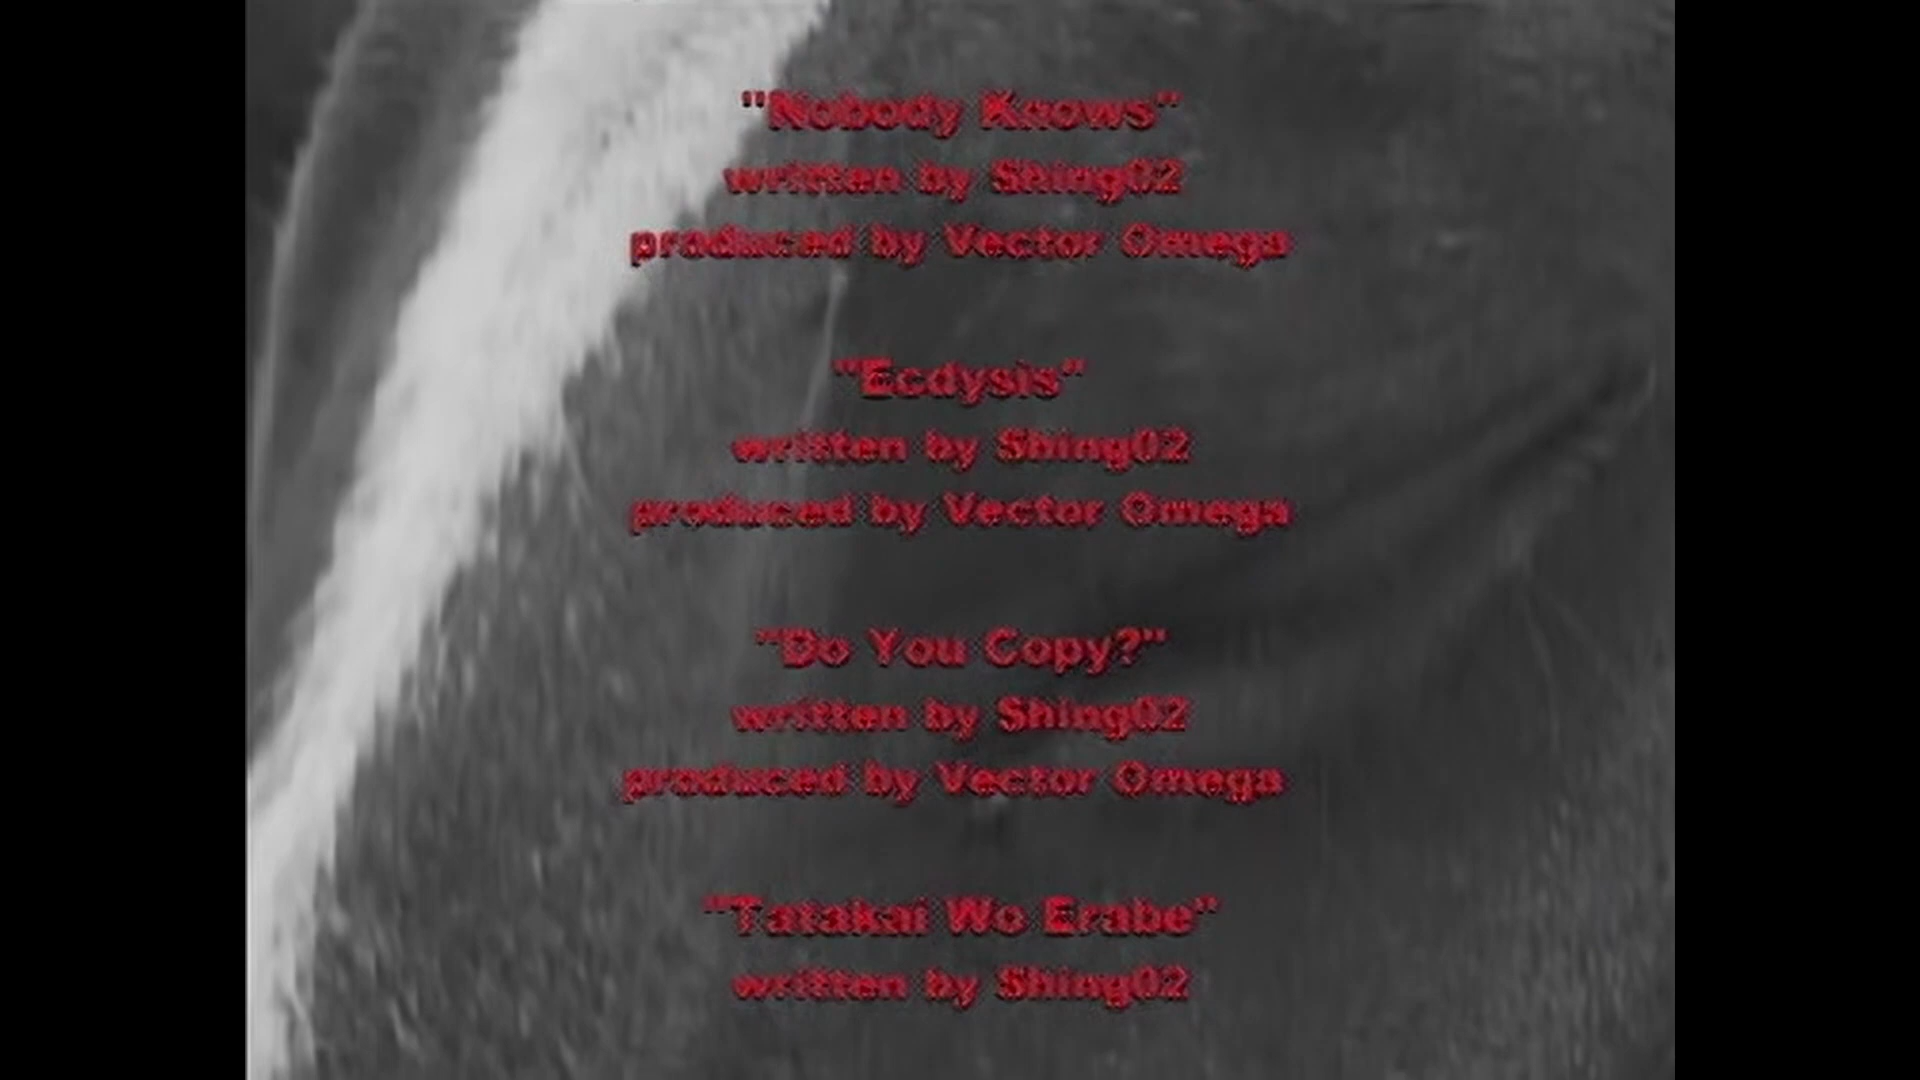 "Nobody Knows"
written by Shing02
produced by Vector Omega
"Ecdysis"
written by Shing02
produced by Vector Omega
"Do You Copy?"
written by Shing02
produced by Vector Omega
"Tatakai Wo Erabe"
written by Shing02